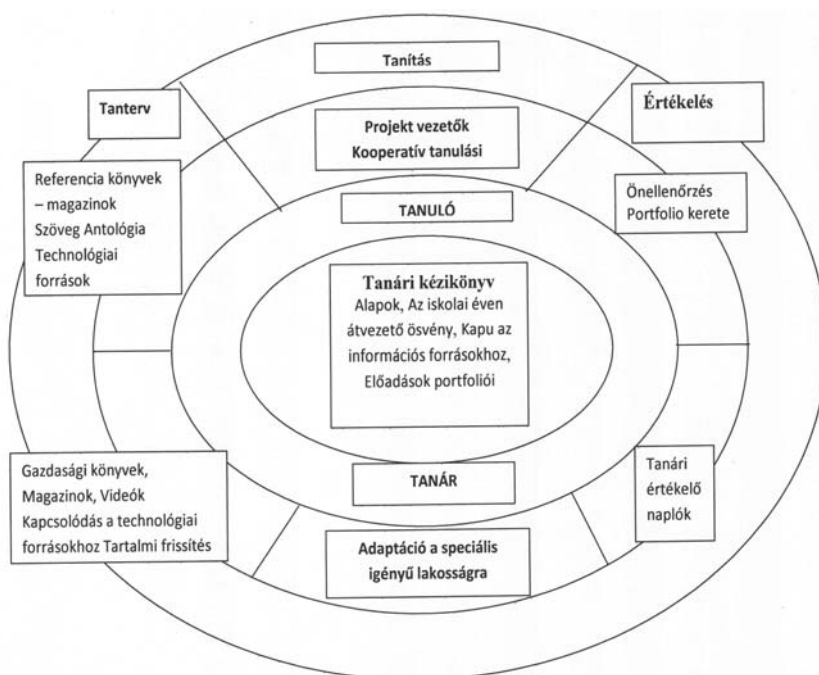 Tanítás
Tanterv
Értékelés
Projekt vezetők
Kooperatív tanulási
Referencia könyvek
– magazinok
Szöveg Antológia
Technológiai
források
Önellenőrzés
Portfolio kerete
TANULÓ
Tanári kézikönyv
Alapok, Az iskolai éven
átvezető ösvény, Kapu az
információs forrásokhoz,
Előadások portfoliói
TANÁR
Gazdasági könyvek,
Magazinok, Videók
Kapcsolódás a technológiai
forrásokhoz Tartalmi frissítés
Tanári
értékelő
naplók
Adaptáció a speciális
igényű lakosságra